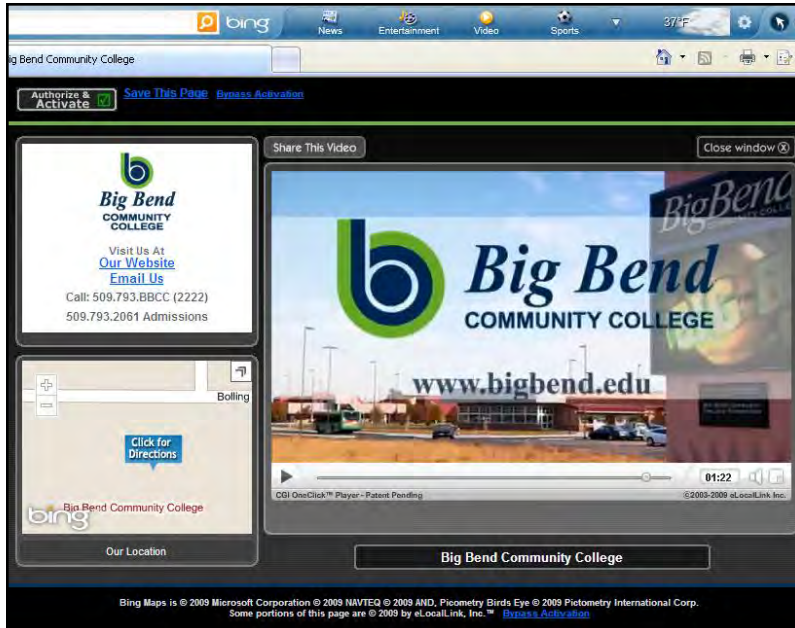 bing
News
Entertainment
Video
Sports
37°F
ig Bend Community College
Authorize &
Activate
Save This Page
Bypass Activation
Share This Video
Close window
Big Bend
COMMUNITY
COLLEGE
Visit Us At
Our Website
Email Us
Call: 509.793.BBCC (2222)
509.793.2061 Admissions
BigBend
Big Bend
COMMUNITY COLLEGE
www.bigbend.edu
01:22
CGI OneClick™ Player - Patent Pending
©2003-2009 eLocalLink Inc.
Bolling
Click for
Directions
Big Bend Community College
bing
Our Location
Big Bend Community College
Bing Maps is © 2009 Microsoft Corporation © 2009 NAVTEQ © 2009 AND, Picometry Birds Eye © 2009 Pictometry International Corp.
Some portions of this page are © 2009 by eLocalLink, Inc.™ Bypass Activation